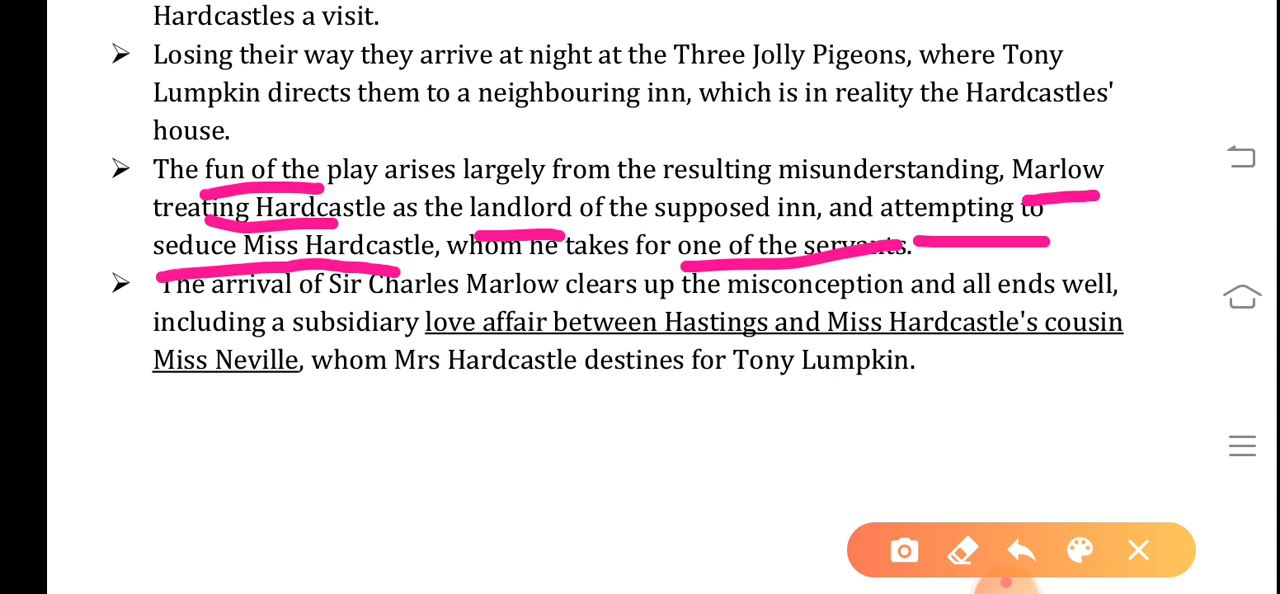 Hardcastles a visit.
➢ Losing their way they arrive at night at the Three Jolly Pigeons, where Tony
Lumpkin directs them to a neighbouring inn, which is in reality the Hardcastles'
house.
➢ The fun of the play arises largely from the resulting misunderstanding, Marlow
treating Hardcastle as the landlord of the supposed inn, and attempting to
seduce Miss Hardcastle, whom he takes for one of the servants.
➢ The arrival of Sir Charles Marlow clears up the misconception and all ends well,
including a subsidiary love affair between Hastings and Miss Hardcastle's cousin
Miss Neville, whom Mrs Hardcastle destines for Tony Lumpkin.